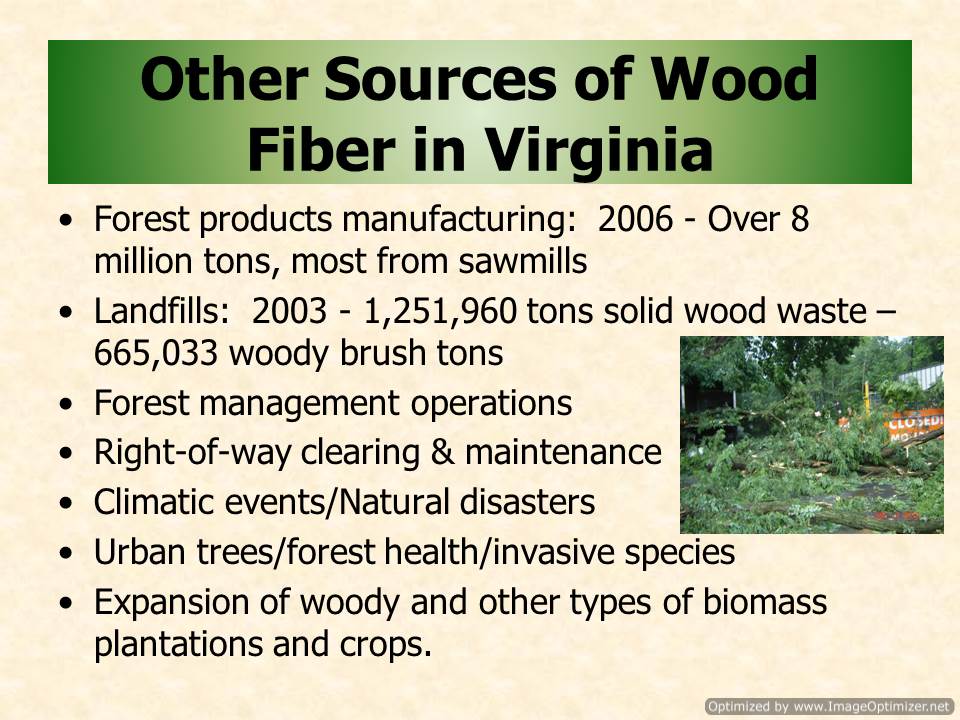 Other Sources of Wood
Fiber in Virginia
• Forest products manufacturing:  2006 - Over 8
million tons, most from sawmills
• Landfills:  2003 - 1,251,960 tons solid wood waste –
665,033 woody brush tons
• Forest management operations
• Right-of-way clearing & maintenance
• Climatic events/Natural disasters
• Urban trees/forest health/invasive species
• Expansion of woody and other types of biomass
plantations and crops.
CLOSED
Optimized by www.ImageOptimizer.net